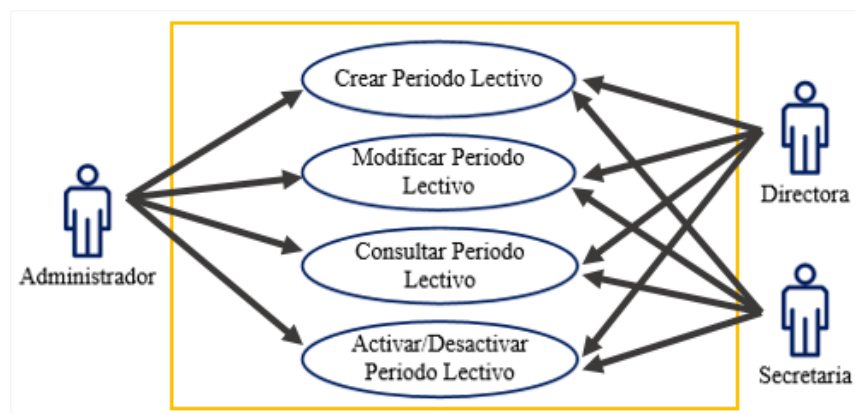 Crear Periodo Lectivo
Modificar Periodo
Lectivo
Consultar Periodo
Lectivo
Activar/Desactivar
Periodo Lectivo
Administrador
Directora
Secretaria